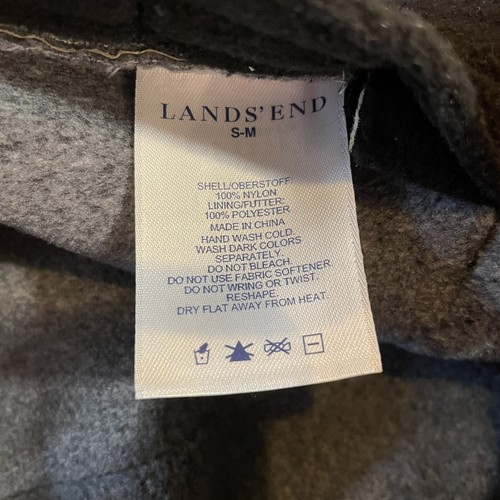 LANDS' END
S-M
SHELL/OBERSTOFF:
100% NYLON
LINING/FUTTER:
100% POLYESTER
MADE IN CHINA
HAND WASH COLD.
WASH DARK COLORS
SEPARATELY.
DO NOT BLEACH.
DO NOT USE FABRIC SOFTENER.
DO NOT WRING OR TWIST.
RESHAPE.
DRY FLAT AWAY FROM HEAT.